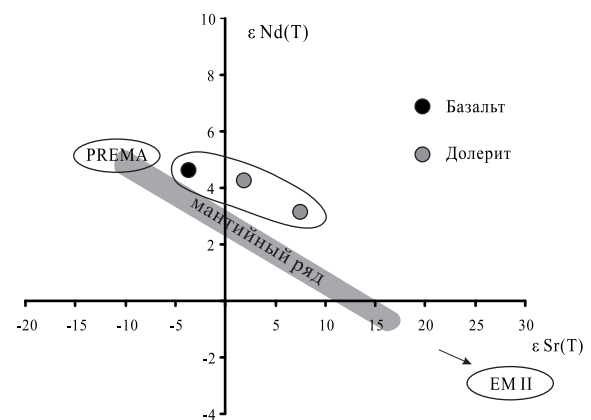 10
ε Nd(T)
8
Базальт
6
PREMA
Долерит
4
мантийный ряд
2
-20 -15 -10 -5 5 10 15 20 25 30
ε Sr(T)
-2
EM II
-4